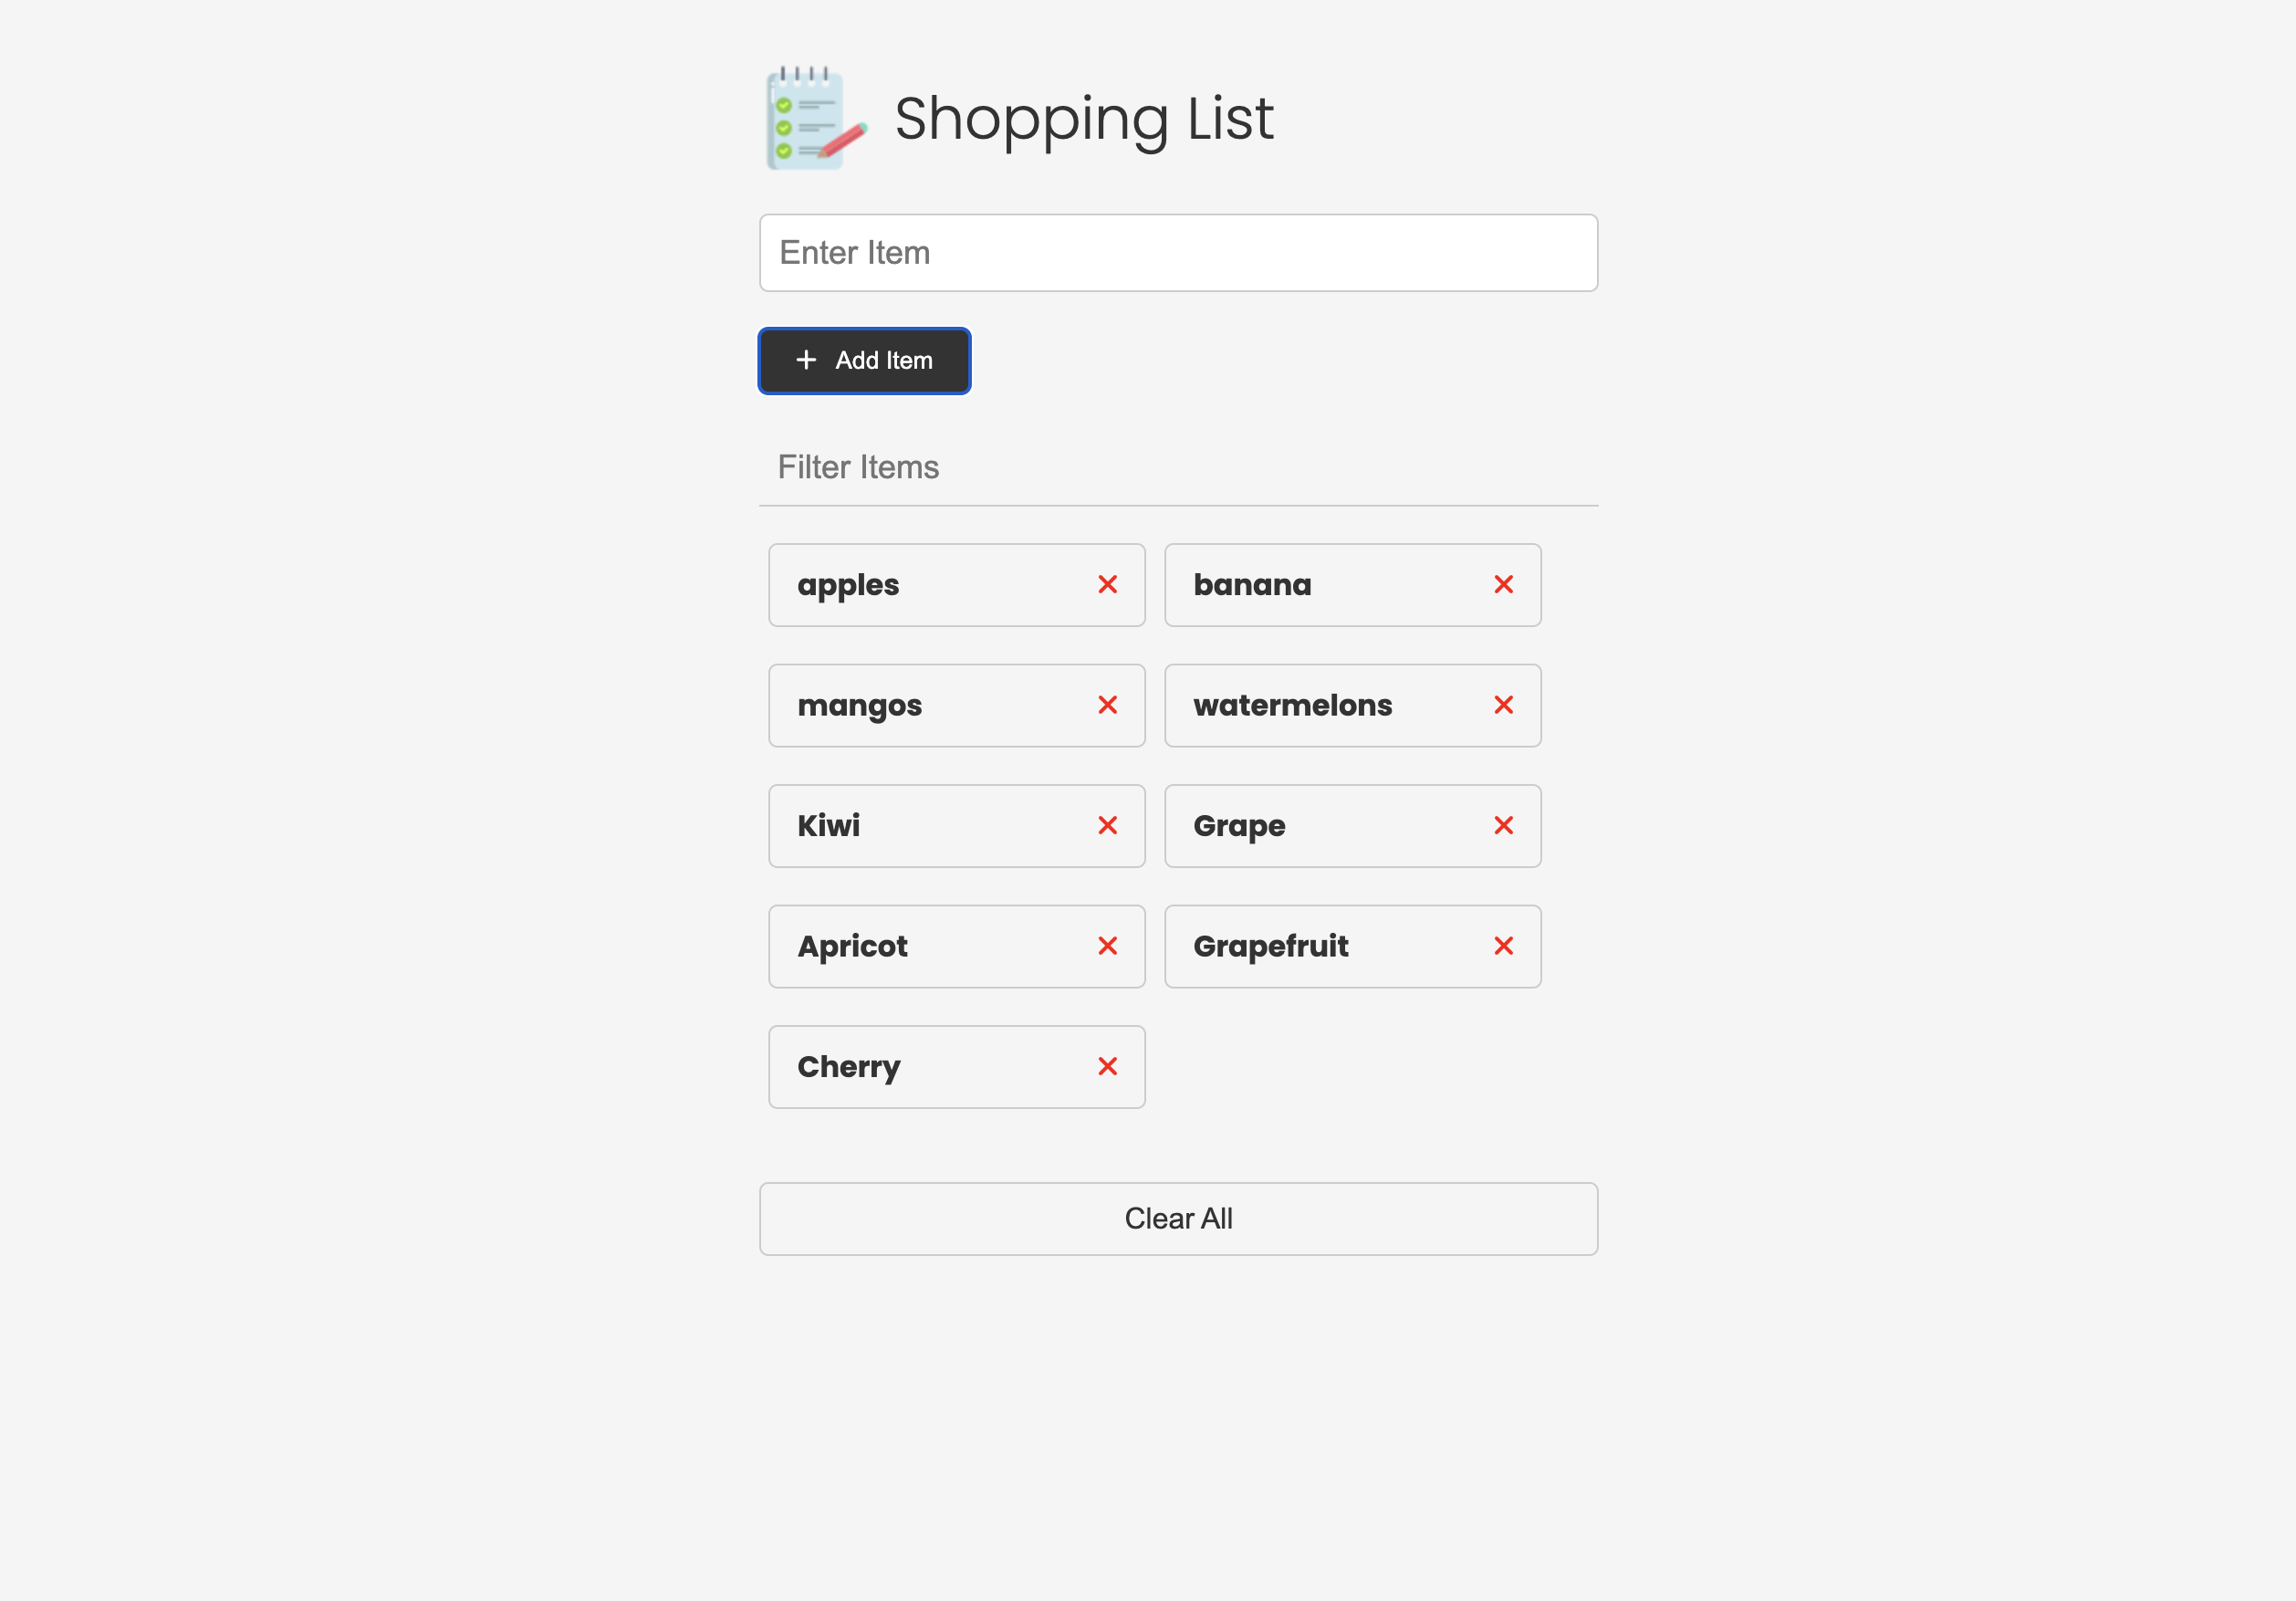 Shopping List
Enter Item
Add Item
Filter Items
apples
banana
mangos
watermelons
Kiwi
Grape
Apricot
Grapefruit
Cherry
Clear All